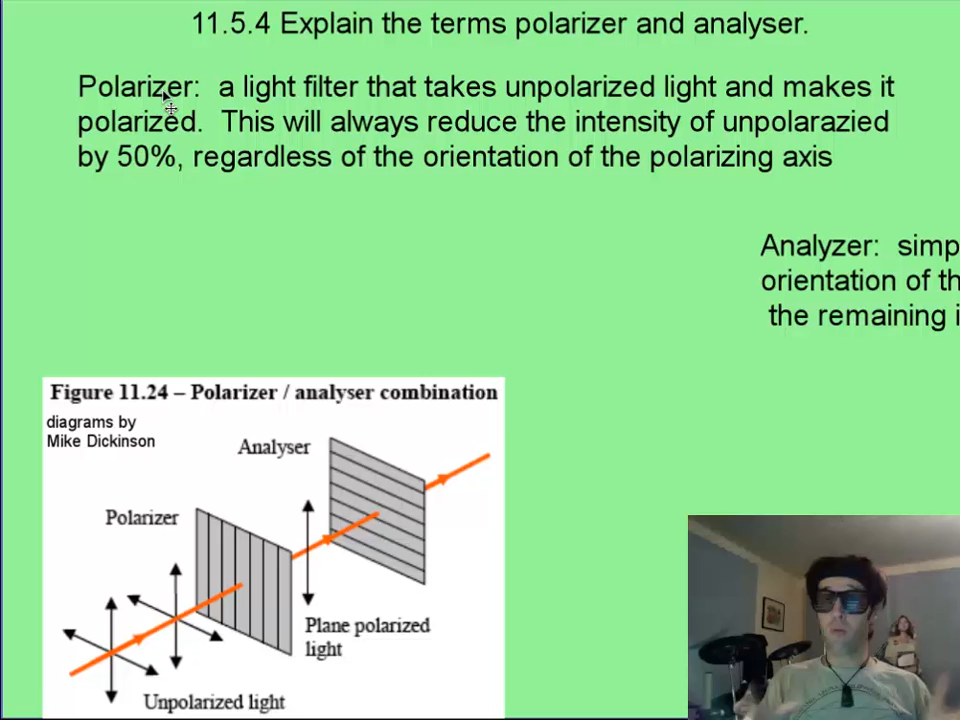 11.5.4 Explain the terms polarizer and analyser.
Polarizer: a light filter that takes unpolarized light and makes it
polarized. This will always reduce the intensity of unpolarazied
by 50%, regardless of the orientation of the polarizing axis
Analyzer: simp
orientation of th
the remaining i
Figure 11.24 – Polarizer / analyser combination
diagrams by
Mike Dickinson
Analyser
Polarizer
Plane polarized
light
Unpolarized light